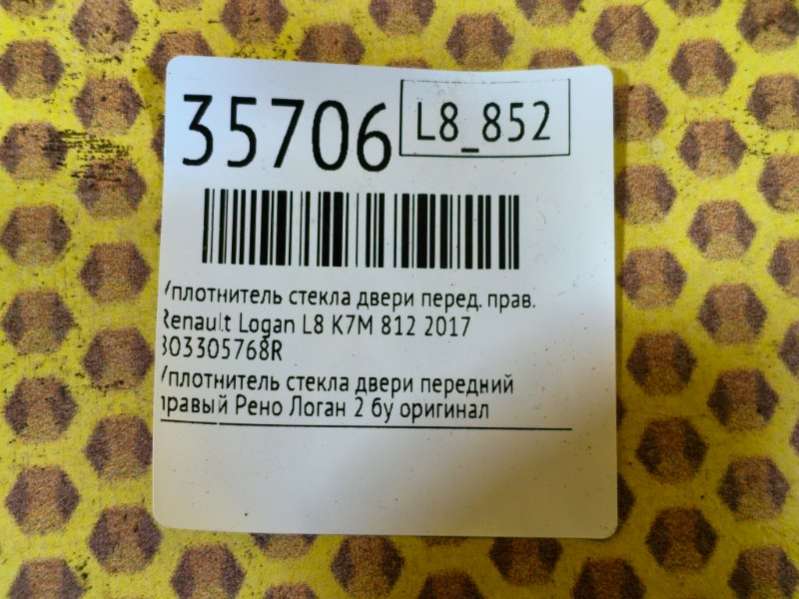 35706
L8_852
Уплотнитель стекла двери перед. прав.
Renault Logan L8 K7M 812 2017
803305768R
Уплотнитель стекла двери передний
правый Рено Логан 2 бу оригинал